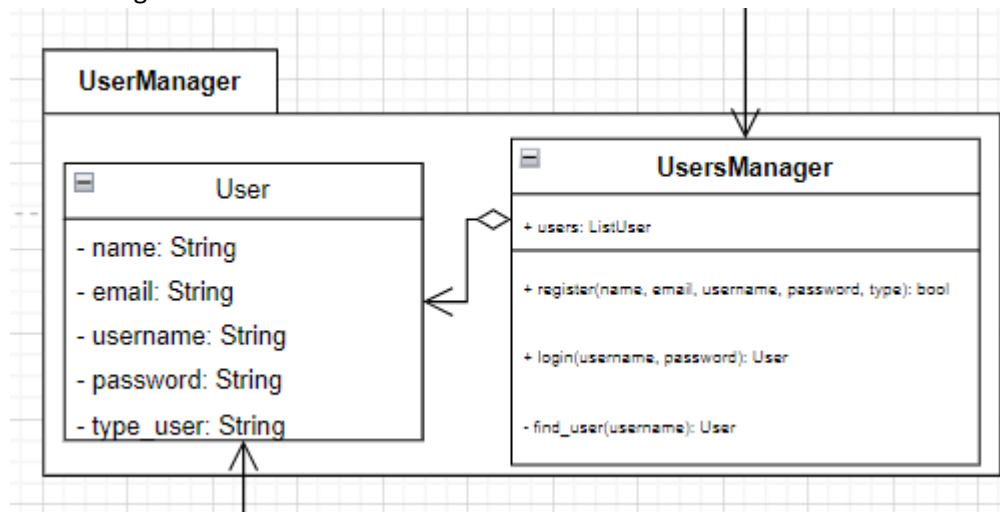 UserManager
User
- name: String
- email: String
- username: String
- password: String
- type_user: String
UsersManager
+ users: ListUser
+ register(name, email, username, password, type): bool
+ login(username, password): User
- find_user(username): User